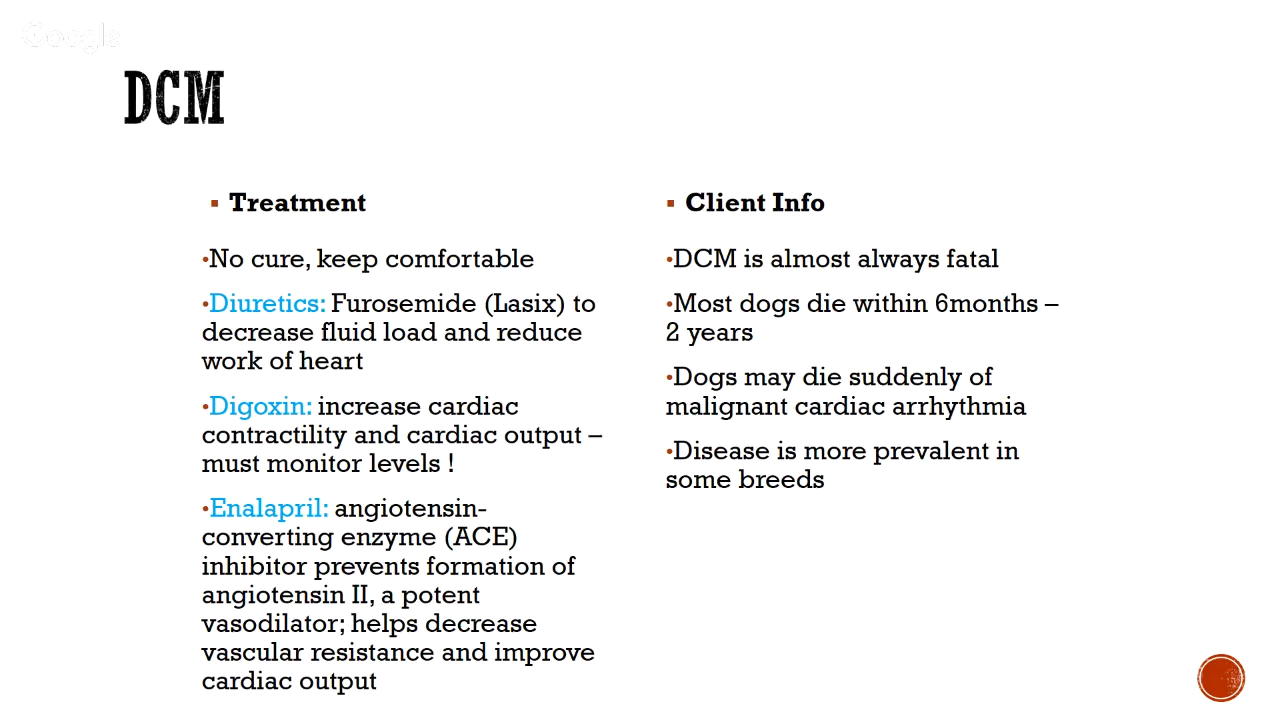 Google
DCM
▪ Treatment
•No cure, keep comfortable
•Diuretics: Furosemide (Lasix) to
decrease fluid load and reduce
work of heart
•Digoxin: increase cardiac
contractility and cardiac output –
must monitor levels !
•Enalapril: angiotensin-
converting enzyme (ACE)
inhibitor prevents formation of
angiotensin II, a potent
vasodilator; helps decrease
vascular resistance and improve
cardiac output
▪ Client Info
•DCM is almost always fatal
•Most dogs die within 6months –
2 years
•Dogs may die suddenly of
malignant cardiac arrhythmia
•Disease is more prevalent in
some breeds